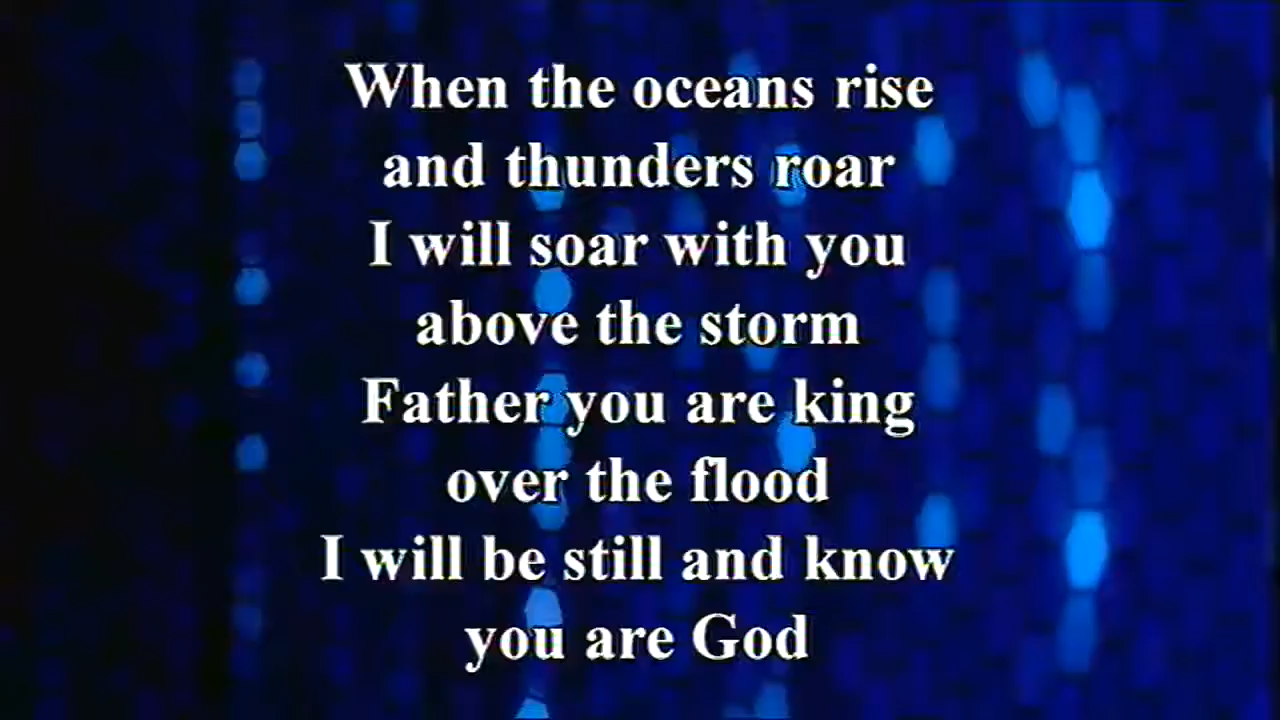 When the oceans rise
and thunders roar
I will soar with you
above the storm
Father you are king
over the flood
I will be still and know
you are God